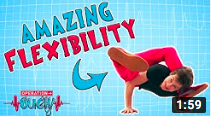 AMAZING
FLEXIBILITY
OPERATION
OUCH!
1:59